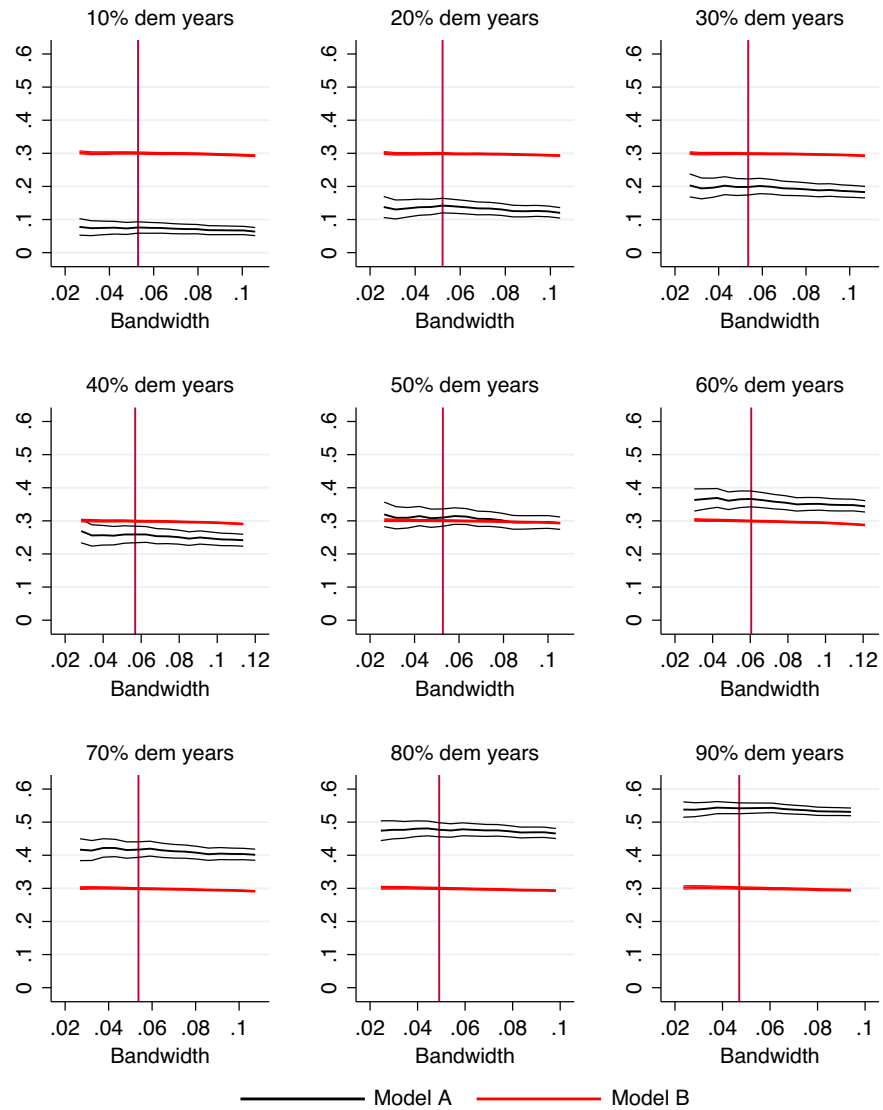 10% dem years
20% dem years
30% dem years
0 .1 .2 .3 .4 .5 .6
0 .1 .2 .3 .4 .5 .6
0 .1 .2 .3 .4 .5 .6
.02 .04 .06 .08 .1
.02 .04 .06 .08 .1
.02 .04 .06 .08 .1
Bandwidth
Bandwidth
Bandwidth
40% dem years
50% dem years
60% dem years
0 .1 .2 .3 .4 .5 .6
0 .1 .2 .3 .4 .5 .6
0 .1 .2 .3 .4 .5 .6
.02 .04 .06 .08 .10 .12
.02 .04 .06 .08 .1
.02 .04 .06 .08 .1 .12
Bandwidth
Bandwidth
Bandwidth
70% dem years
80% dem years
90% dem years
0 .1 .2 .3 .4 .5 .6
0 .1 .2 .3 .4 .5 .6
0 .1 .2 .3 .4 .5 .6
.02 .04 .06 .08 .1
.02 .04 .06 .08 .1
.02 .04 .06 .08 .1
Bandwidth
Bandwidth
Bandwidth
Model A
Model B